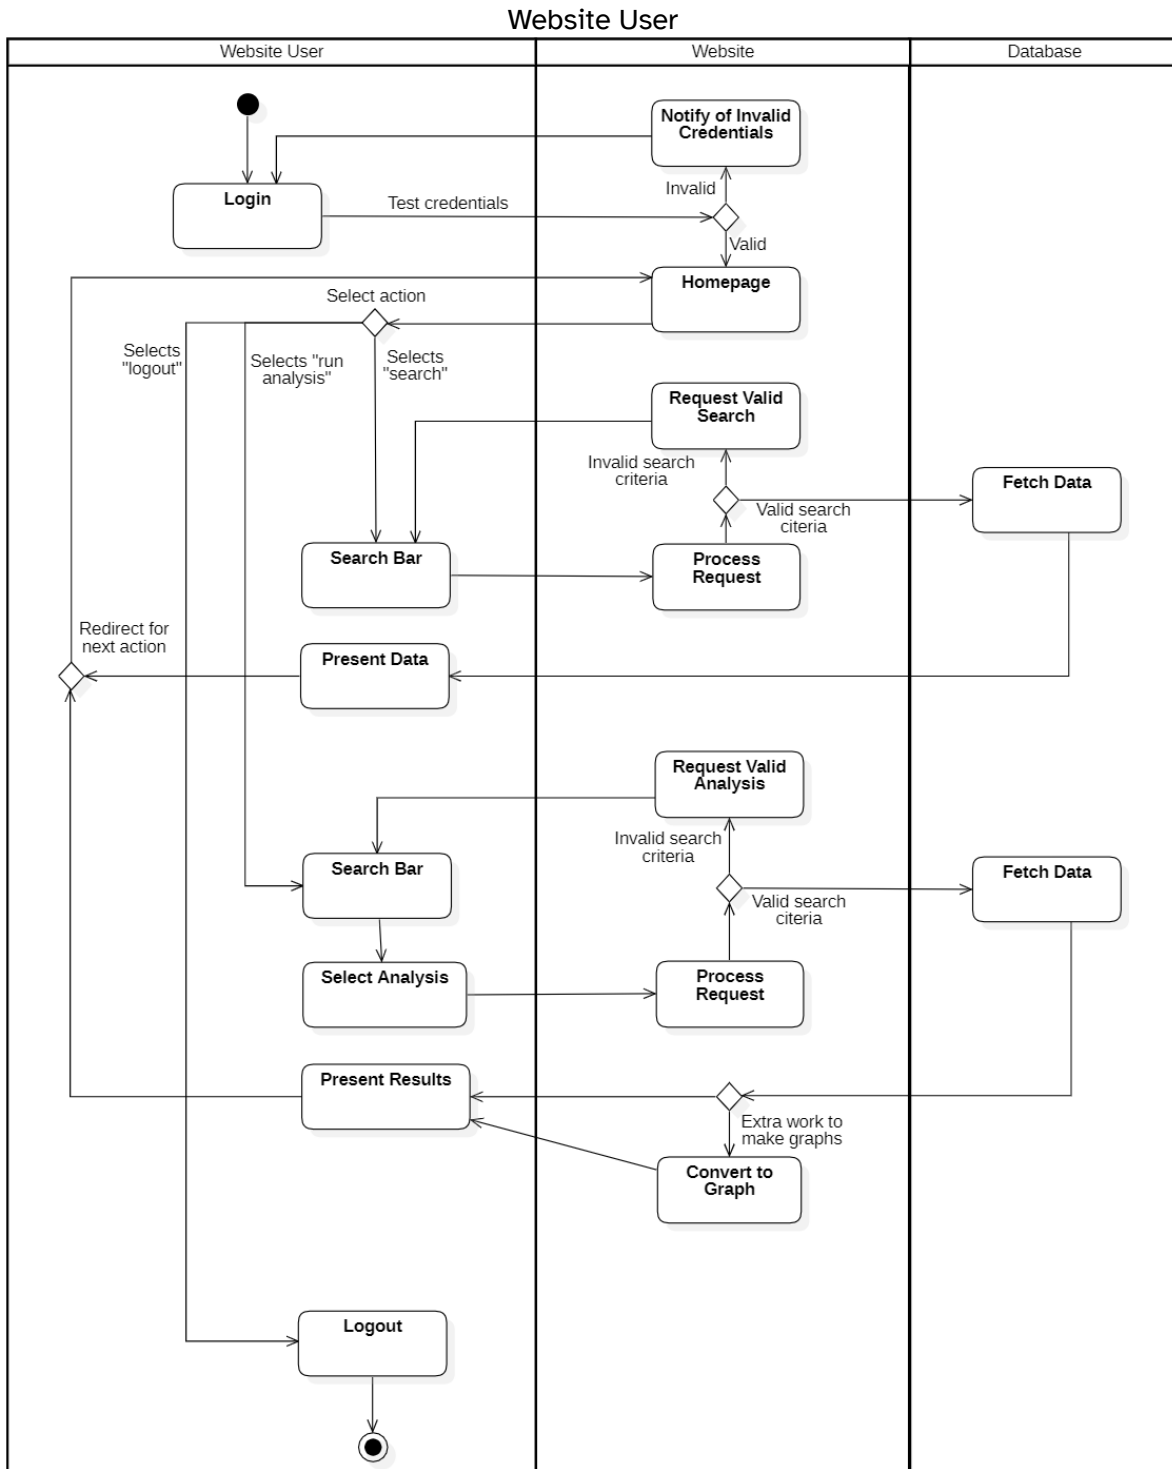 Website User
Website User
Website
Database
Notify of Invalid
Credentials
Invalid
Login
Test credentials
Valid
Homepage
Select action
Selects
"logout"
Selects "run
analysis"
Selects
"search"
Request Valid
Search
Invalid search
criteria
Fetch Data
Valid search
citeria
Search Bar
Process
Request
Redirect for
next action
Present Data
Request Valid
Analysis
Invalid search
criteria
Search Bar
Fetch Data
Valid search
citeria
Select Analysis
Process
Request
Present Results
Extra work to
make graphs
Convert to
Graph
Logout